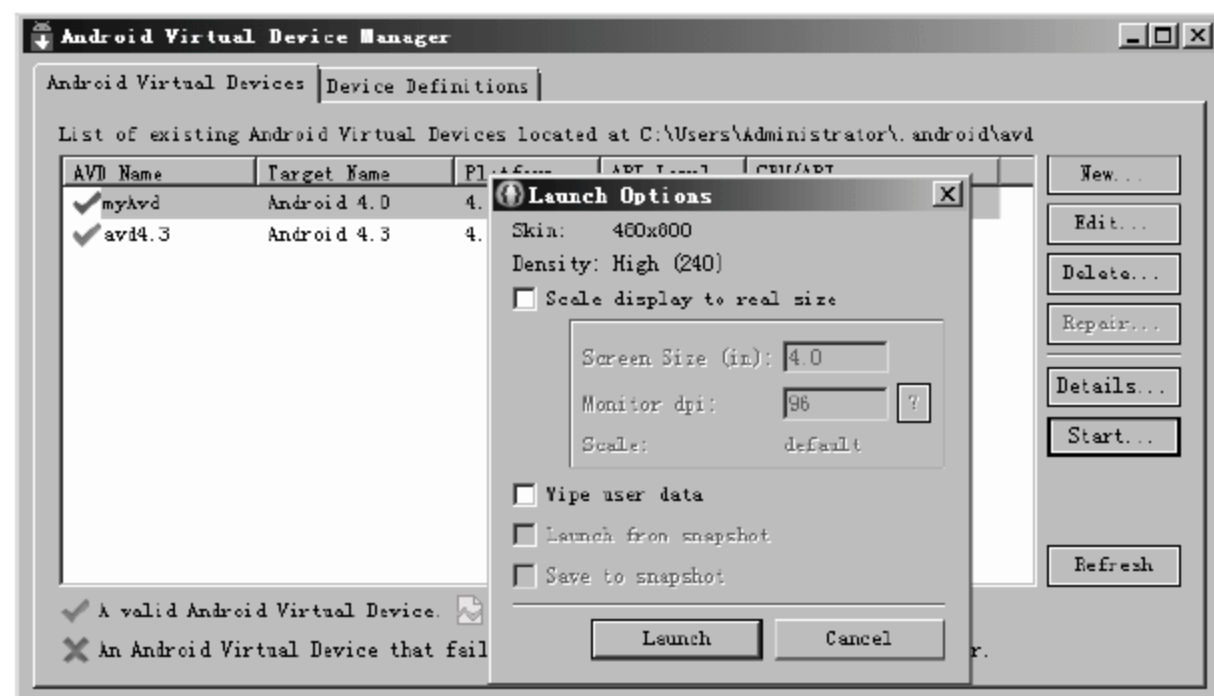 Android Virtual Device Manager
Android Virtual Devices Device Definitions
List of existing Android Virtual Devices located at C:\Users\Administrator\.android\avd
AVD Name Target Name
myAvd Android 4.0 4.
avd4.3 Android 4.3 4.
Launch Options
Skin: 480x800
Density: High (240)
Scale display to real size
Screen Size (in): 4.0
Monitor dpi: 96 ?
Scale: default
Wipe user data
Launch from snapshot
Save to snapshot
Launch Cancel
New...
Edit...
Delete...
Repair...
Details...
Start...
Refresh
A valid Android Virtual Device.
An Android Virtual Device that fail
r.